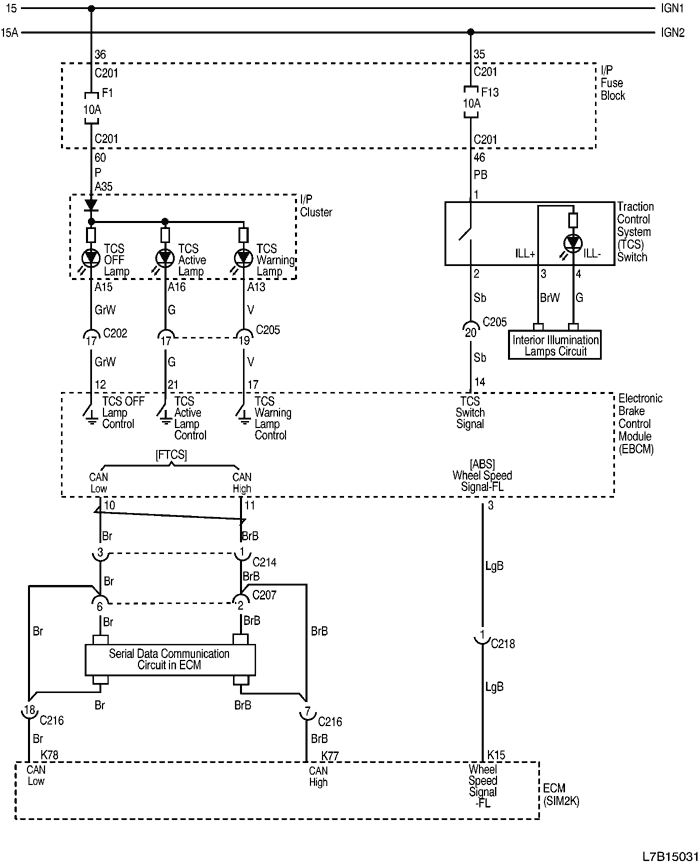 15 IGN1
15A IGN2
36 35
C201 C201
F1 F13
10A 10A
I/P
Fuse
Block
C201 C201
60 46
P PB
A35 1
I/P
Cluster
TCS
OFF
Lamp
TCS
Active
Lamp
TCS
Warning
Lamp
Traction
Control
System
(TCS)
Switch
ILL+ ILL-
A15 A16 A13
2 3 4
GrW G V
Sb BrW G
17 C202 17 19 C205
20 C205
GrW G V
Sb
Interior Illumination
Lamps Circuit
12 21 17 14
TCS OFF
Lamp
Control
TCS
Active
Lamp
Control
TCS
Warning
Lamp
Control
TCS
Switch
Signal
Electronic
Brake
Control
Module
(EBCM)
[FTCS]
CAN
Low
CAN
High
[ABS]
Wheel Speed
Signal-FL
10 11 3
Br BrB
3 1 C214
Br BrB
LgB
6 2 C207
Br BrB
Br BrB
1 C218
Serial Data Communication
Circuit in ECM
Br BrB
LgB
18 C216
7 C216
Br BrB
K78 K77 K15
CAN
Low
CAN
High
Wheel
Speed
Signal
-FL
ECM
(SIM2K)
L7B15031